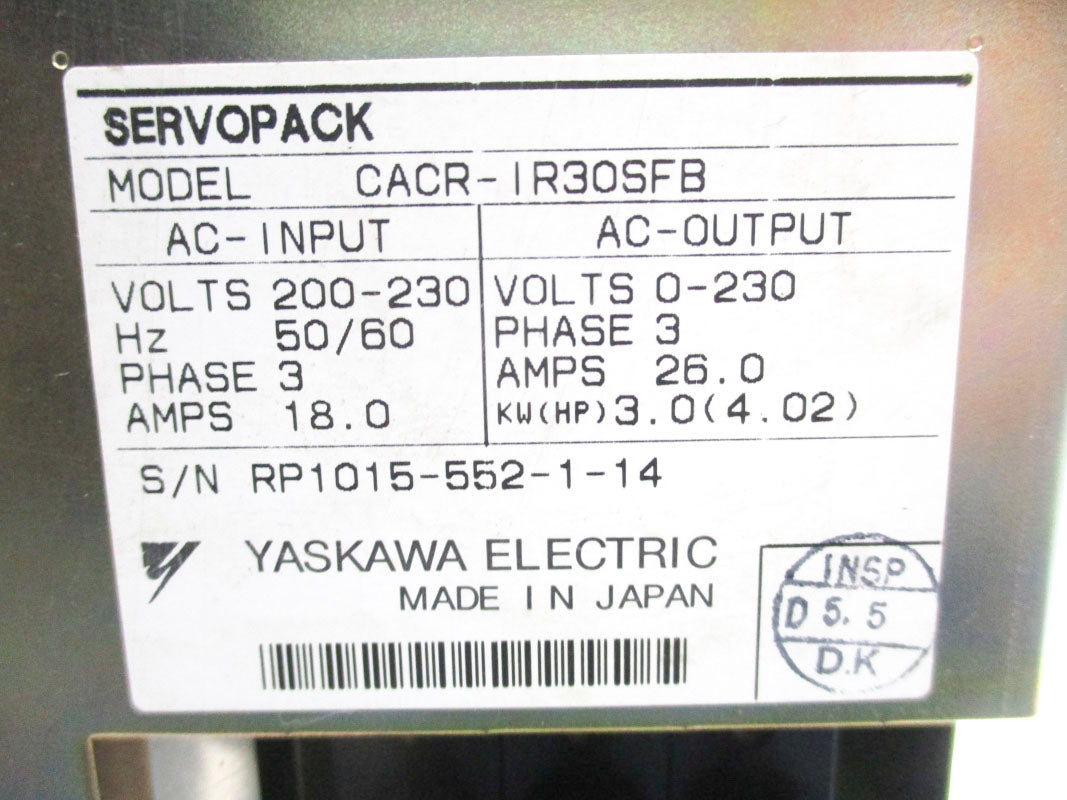 SERVOPACK
MODEL CACR-IR30SFB
AC-INPUT
VOLTS 200-230
Hz 50/60
PHASE 3
AMPS 18.0
AC-OUTPUT
VOLTS 0-230
PHASE 3
AMPS 26.0
KW(HP)3.0(4.02)
S/N RP1015-552-1-14
YASKAWA ELECTRIC
MADE IN JAPAN
INSP
D 5.5
D.K